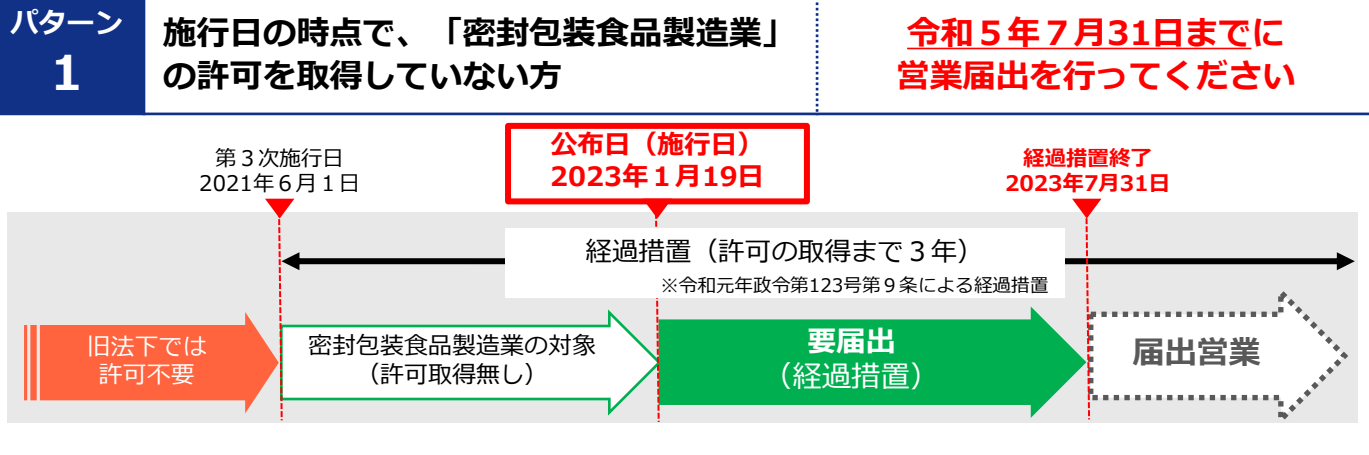 パターン
1
施行日の時点で、「密封包装食品製造業」
の許可を取得していない方
令和５年７月31日までに
営業届出を行ってください
第３次施行日
2021年６月１日
公布日（施行日）
2023年１月19日
経過措置終了
2023年7月31日
経過措置（許可の取得まで３年）
※令和元年政令第123号第９条による経過措置
旧法下では
許可不要
密封包装食品製造業の対象
（許可取得無し）
要届出
（経過措置）
届出営業